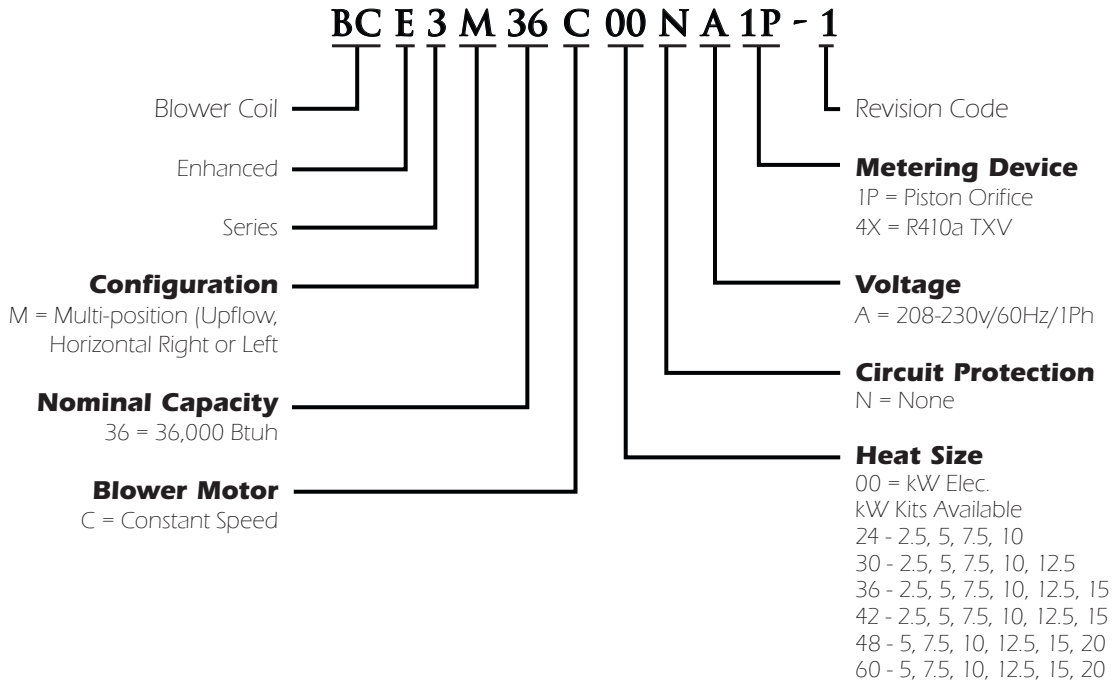 BC E 3 M 36 C 00 N A 1P - 1
Blower Coil
Enhanced
Series
Configuration
M = Multi-position (Upflow,
Horizontal Right or Left
Nominal Capacity
36 = 36,000 Btuh
Blower Motor
C = Constant Speed
Revision Code
Metering Device
1P = Piston Orifice
4X = R410a TXV
Voltage
A = 208-230v/60Hz/1Ph
Circuit Protection
N = None
Heat Size
00 = kW Elec.
kW Kits Available
24 - 2.5, 5, 7.5, 10
30 - 2.5, 5, 7.5, 10, 12.5
36 - 2.5, 5, 7.5, 10, 12.5, 15
42 - 2.5, 5, 7.5, 10, 12.5, 15
48 - 5, 7.5, 10, 12.5, 15, 20
60 - 5, 7.5, 10, 12.5, 15, 20